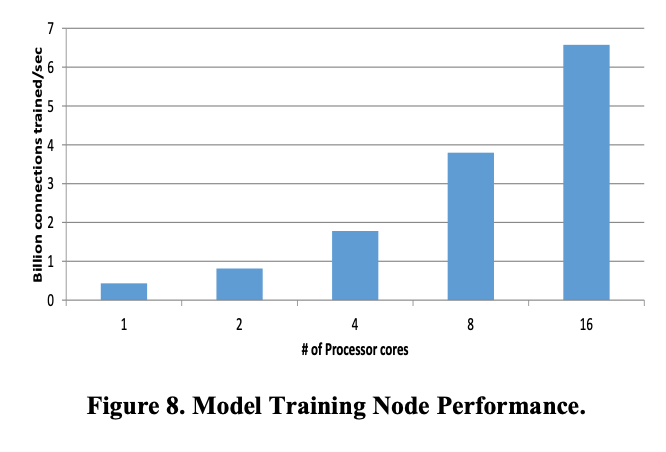 Billion connections trained/sec
7
6
5
4
3
2
1
0
1 2 4 8 16
# of Processor cores
Figure 8. Model Training Node Performance.